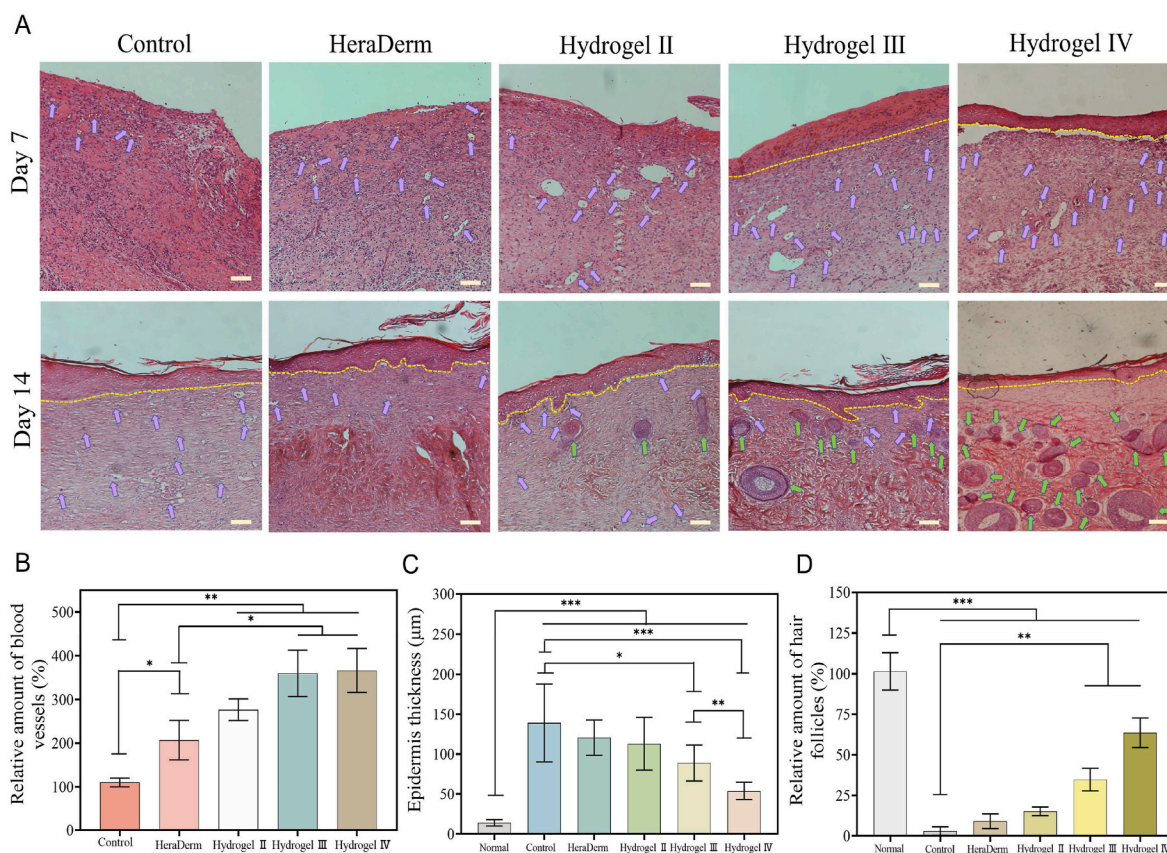 A
Control
HeraDerm
Hydrogel II
Hydrogel III
Hydrogel IV
Day 7
Day 14
B
Relative amount of blood
vessels (%)
500
400
300
200
100
0
**
*
*
Control
HeraDerm
Hydrogel II
Hydrogel III
Hydrogel IV
C
Epidermis thickness (μm)
300
250
200
150
100
50
0
***
***
*
**
Normal
Control
HeraDerm
Hydrogel II
Hydrogel III
Hydrogel IV
D
Relative amount of hair
follicles (%)
150
125
100
75
50
25
0
***
**
Normal
Control
HeraDerm
Hydrogel II
Hydrogel III
Hydrogel IV